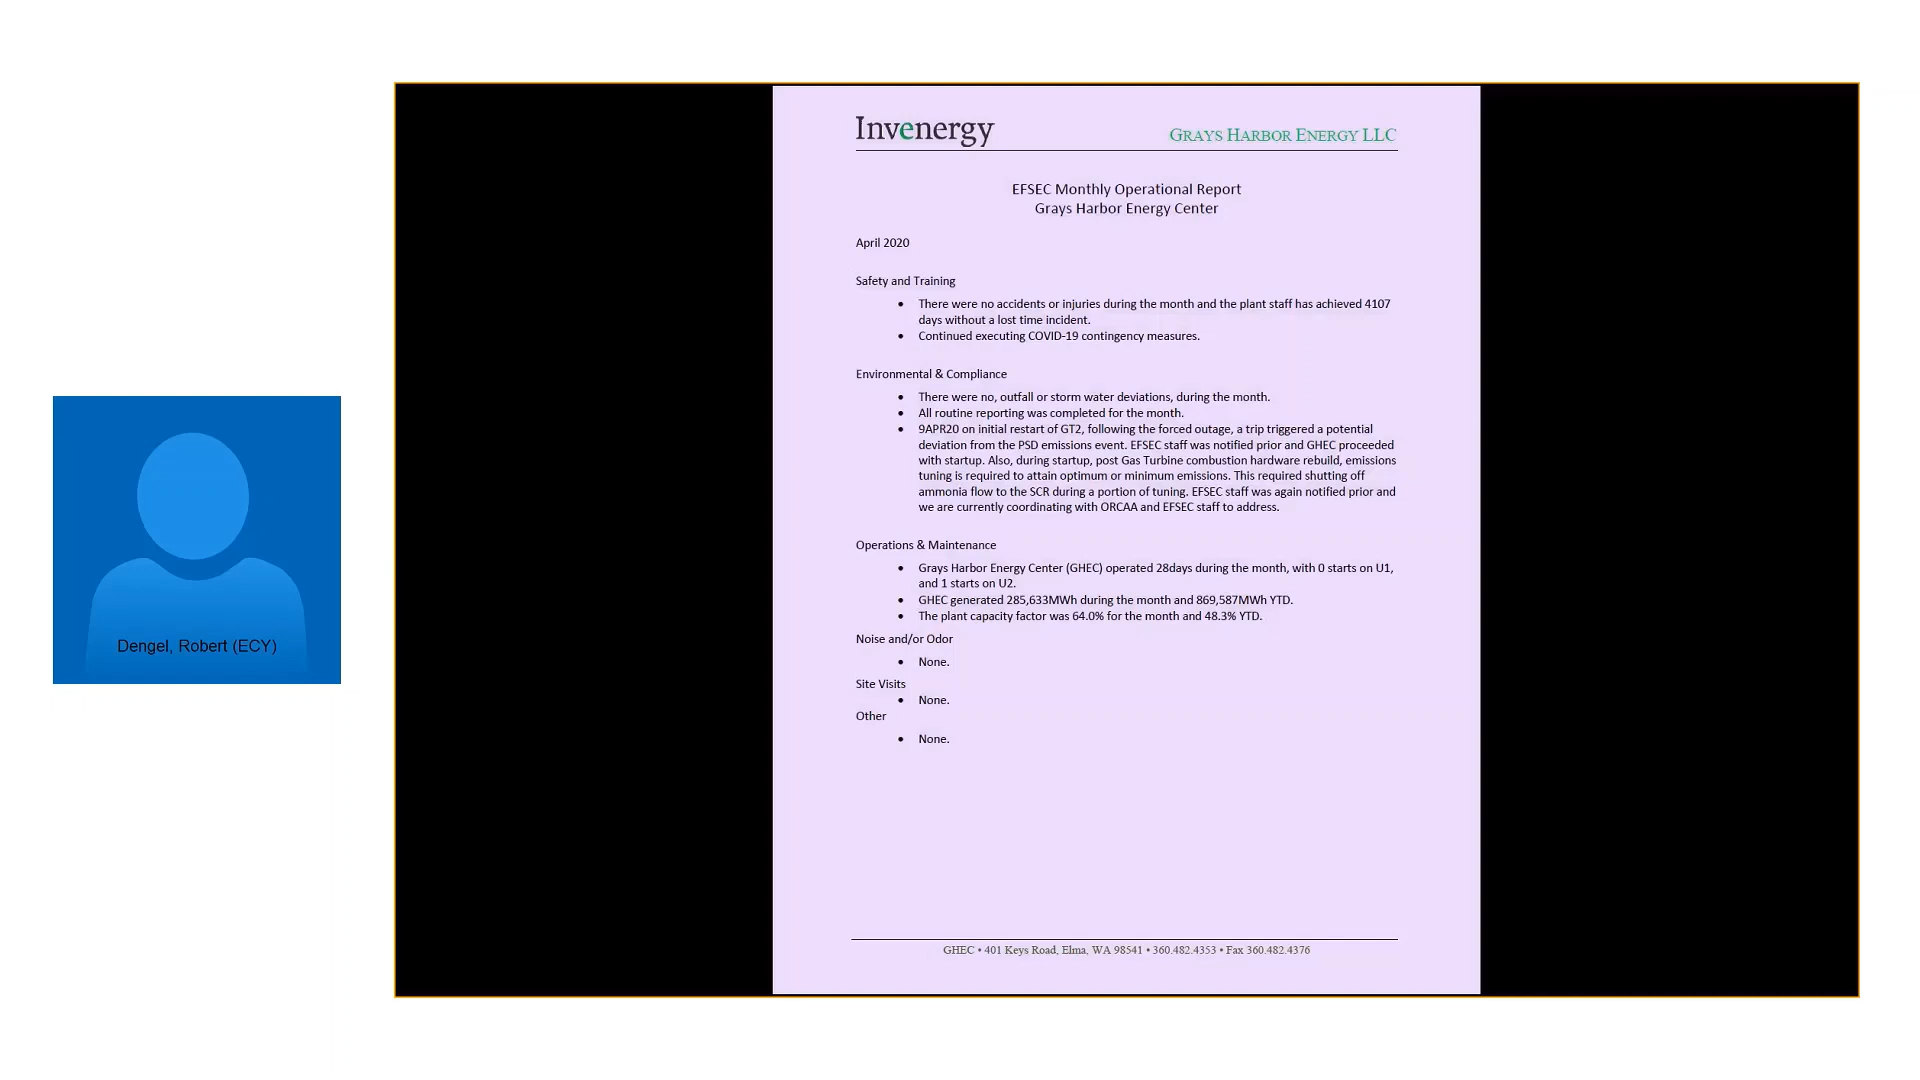 Invenergy
GRAYS HARBOR ENERGY LLC
EFSEC Monthly Operational Report
Grays Harbor Energy Center
April 2020
Safety and Training
• There were no accidents or injuries during the month and the plant staff has achieved 4107
days without a lost time incident.
• Continued executing COVID-19 contingency measures.
Environmental & Compliance
• There were no, outfall or storm water deviations, during the month.
• All routine reporting was completed for the month.
• 9APR20 on initial restart of GT2, following the forced outage, a trip triggered a potential
deviation from the PSD emissions event. EFSEC staff was notified prior and GHEC proceeded
with startup. Also, during startup, post Gas Turbine combustion hardware rebuild, emissions
tuning is required to attain optimum or minimum emissions. This required shutting off
ammonia flow to the SCR during a portion of tuning. EFSEC staff was again notified prior and
we are currently coordinating with ORCAA and EFSEC staff to address.
Operations & Maintenance
• Grays Harbor Energy Center (GHEC) operated 28days during the month, with 0 starts on U1,
and 1 starts on U2.
• GHEC generated 285,633MWh during the month and 869,587MWh YTD.
• The plant capacity factor was 64.0% for the month and 48.3% YTD.
Noise and/or Odor
• None.
Site Visits
• None.
Other
• None.
GHEC • 401 Keys Road, Elma, WA 98541 • 360.482.4353 • Fax 360.482.4376
Dengel, Robert (ECY)